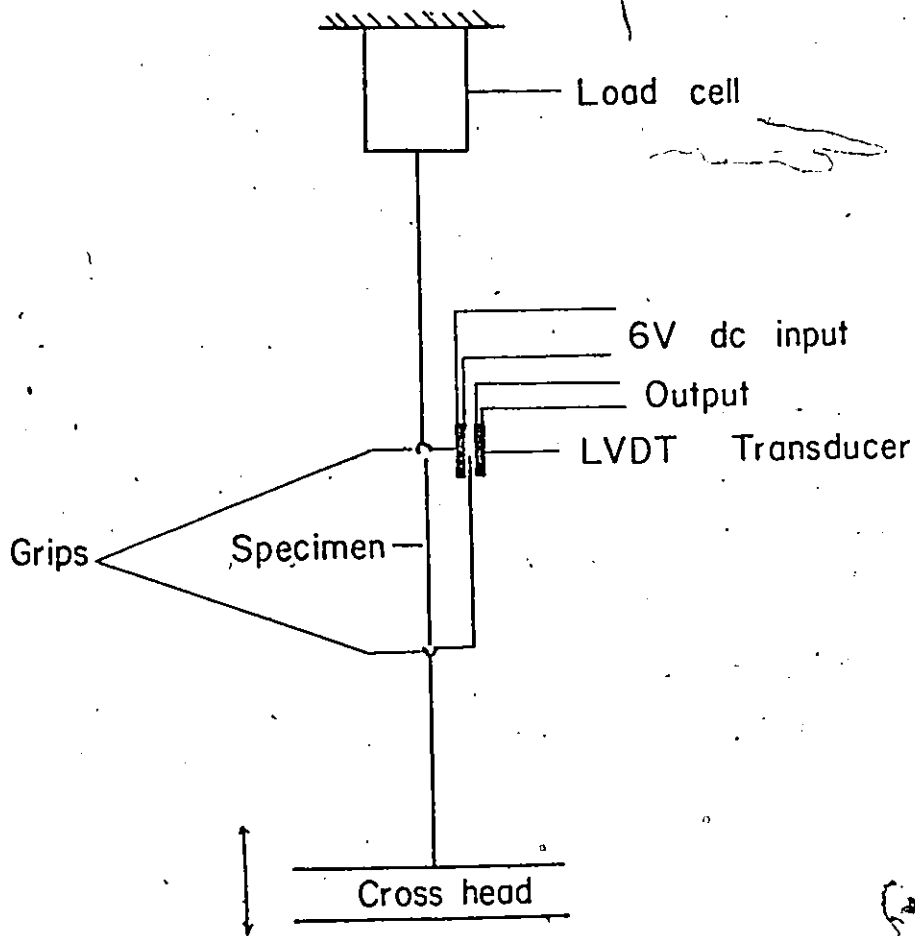 Load cell
6V dc input
Output
LVDT Transducer
Grips
Specimen
Cross head